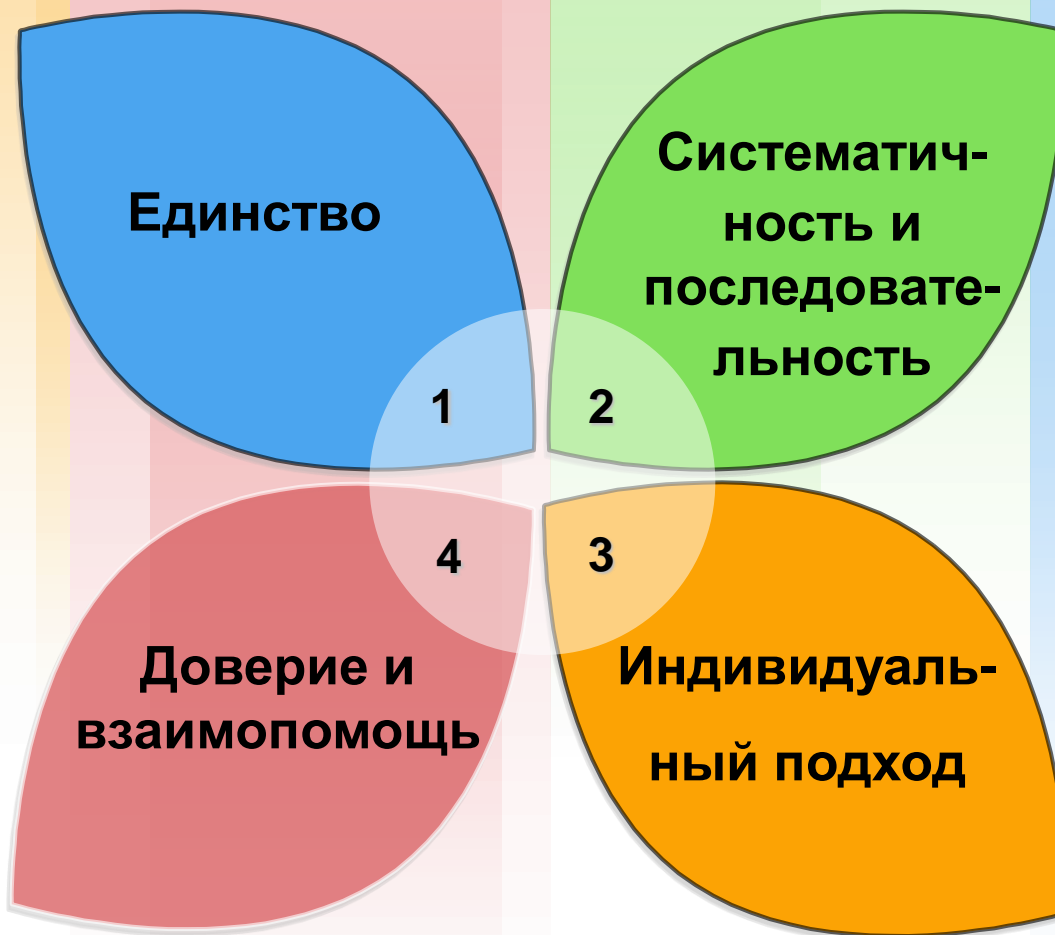 Единство
Систематич-
ность и
последовате-
льность
1
2
4
3
Доверие и
взаимопомощь
Индивидуаль-
ный подход